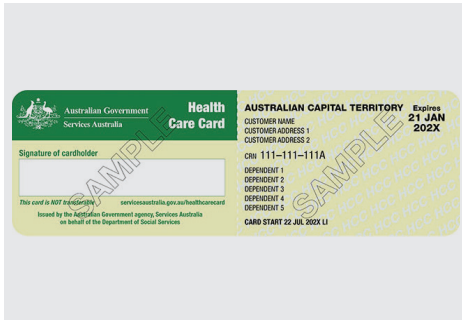 Australian Government
Services Australia
Health
Care Card
Signature of cardholder
This card is NOT transferable
servicesaustralia.gov.au/healthcarecard
Issued by the Australian Government agency, Services Australia
on behalf of the Department of Social Services
SAMPLE
AUSTRALIAN CAPITAL TERRITORY
Expires
21 JAN
202X
CUSTOMER NAME
CUSTOMER ADDRESS 1
CUSTOMER ADDRESS 2
CRN 111-111-111A
DEPENDENT 1
DEPENDENT 2
DEPENDENT 3
DEPENDENT 4
DEPENDENT 5
CARD START 22 JUL 202X LI
SAMPLE
HCC HCC HCC